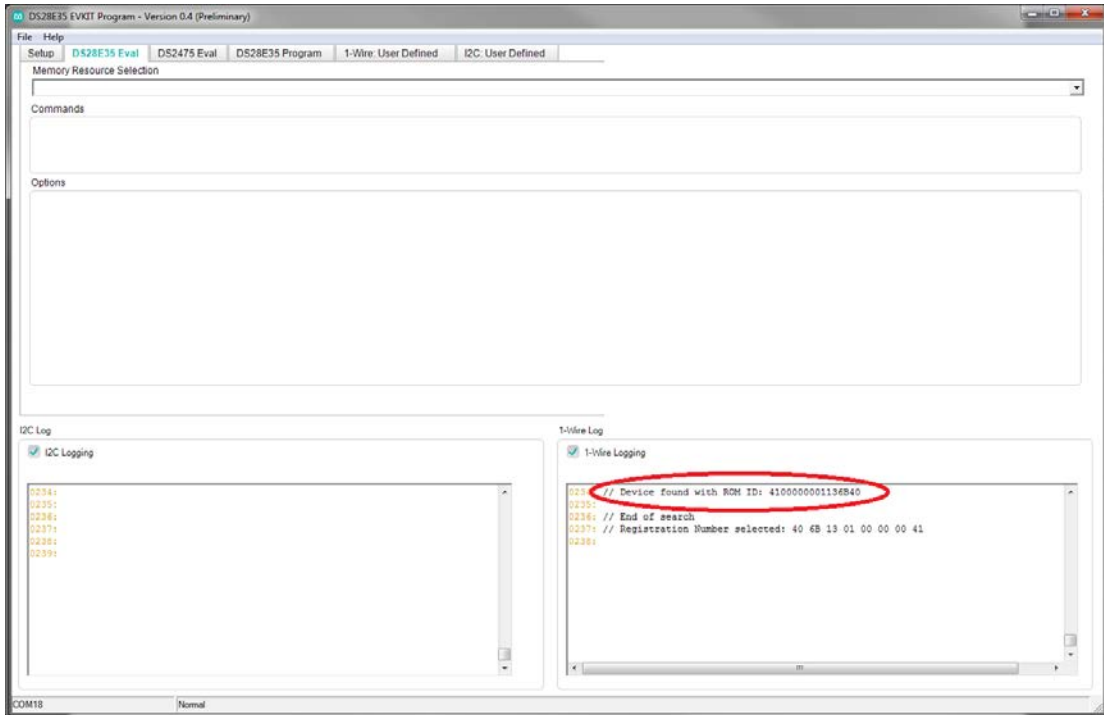 DS28E35 EVKIT Program - Version 0.4 (Preliminary)
File Help
Setup DS28E35 Eval DS2475 Eval DS28E35 Program 1-Wire: User Defined I2C: User Defined
Memory Resource Selection
Commands
Options
I2C Log
I2C Logging
0234:
0235:
0236:
0237:
0238:
0239:
1-Wire Log
1-Wire Logging
0234: // Device found with ROM ID: 4100000001136B40
0235:
0236: // End of search
0237: // Registration Number selected: 40 6B 13 01 00 00 00 41
0238:
COM18 Normal